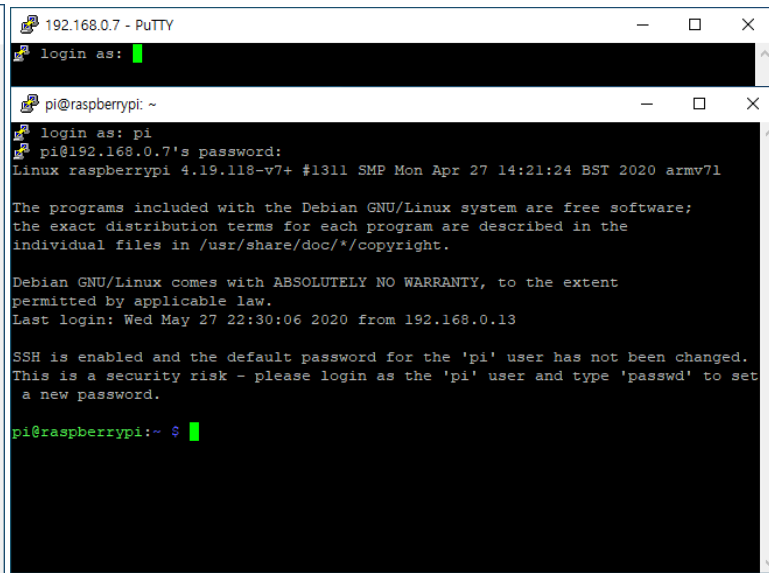 192.168.0.7 - PuTTY
login as:
pi@raspberrypi: ~
login as: pi
pi@192.168.0.7's password:
Linux raspberrypi 4.19.118-v7+ #1311 SMP Mon Apr 27 14:21:24 BST 2020 armv7l
The programs included with the Debian GNU/Linux system are free software;
the exact distribution terms for each program are described in the
individual files in /usr/share/doc/*/copyright.
Debian GNU/Linux comes with ABSOLUTELY NO WARRANTY, to the extent
permitted by applicable law.
Last login: Wed May 27 22:30:06 2020 from 192.168.0.13
SSH is enabled and the default password for the 'pi' user has not been changed.
This is a security risk - please login as the 'pi' user and type 'passwd' to set
a new password.
pi@raspberrypi:~ $